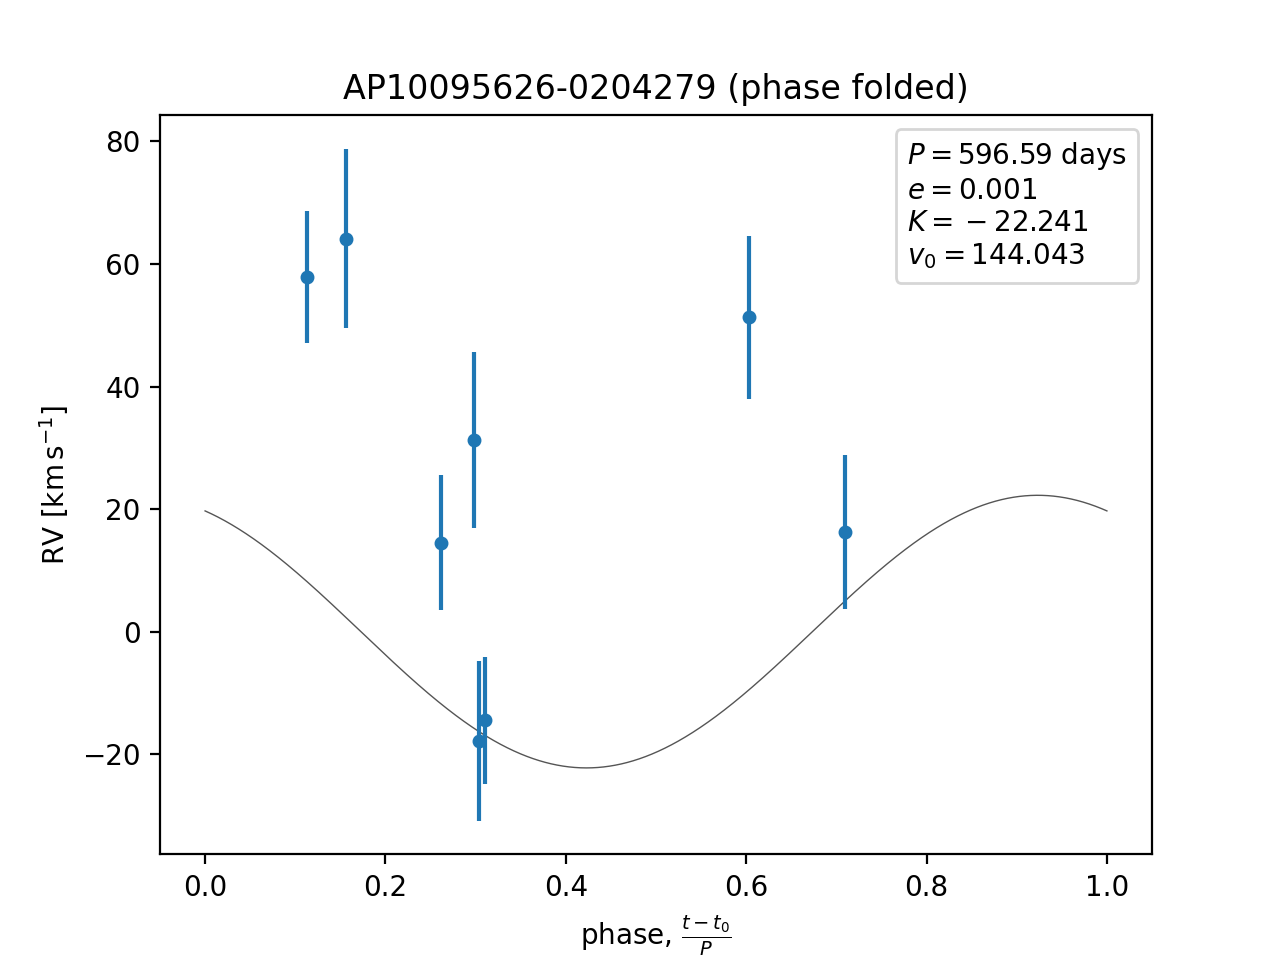 AP10095626-0204279 (phase folded)
P = 596.59 days
e = 0.001
K = − 22.241
v₀ = 144.043
80
60
40
20
0
−20
RV [km s⁻¹]
0.0 0.2 0.4 0.6 0.8 1.0
phase, (t − t₀)/P